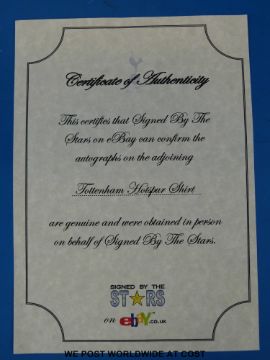 Certificate of Authenticity
This certifies that Signed By The
Stars on eBay can confirm the
autographs on the adjoining
Tottenham Hotspur Shirt
are genuine and were obtained in person
on behalf of Signed By The Stars.
SIGNED BY THE
STARS
on ebay.co.uk
WE POST WORLDWIDE AT COST